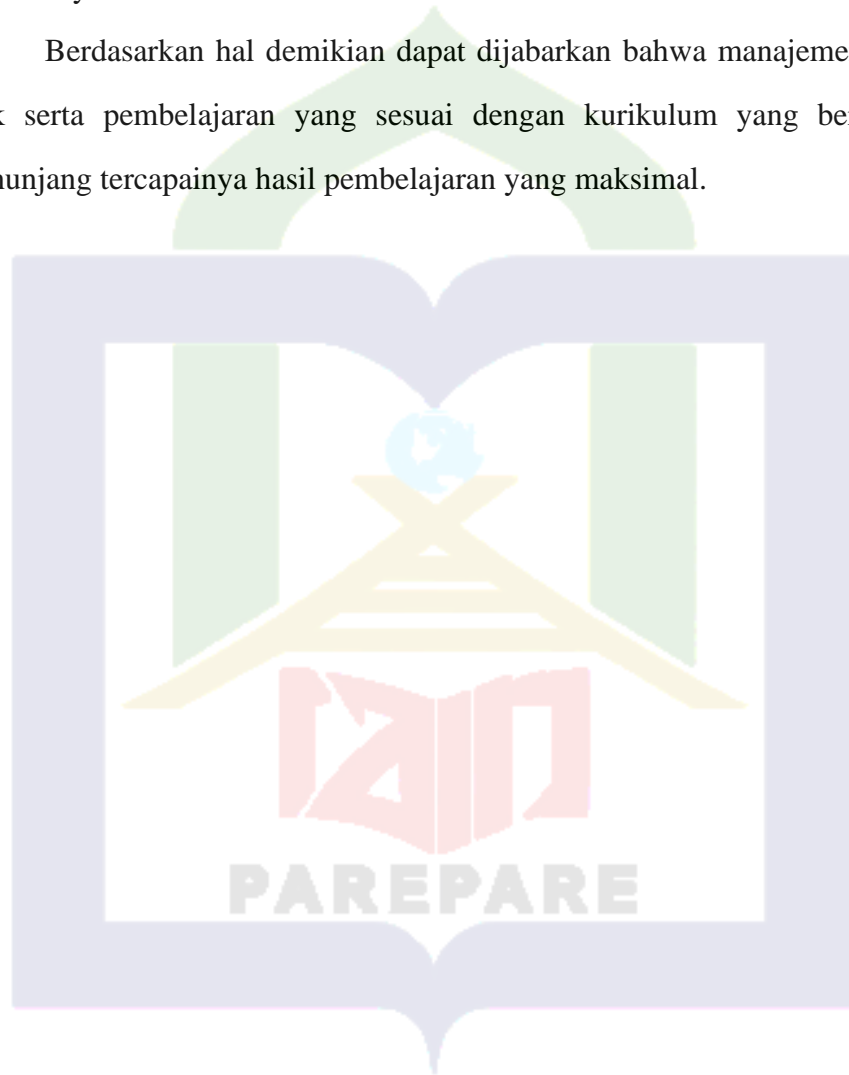 Berdasarkan hal demikian dapat dijabarkan bahwa manajeme
k serta pembelajaran yang sesuai dengan kurikulum yang be
unjang tercapainya hasil pembelajaran yang maksimal.
iain
PAREPARE